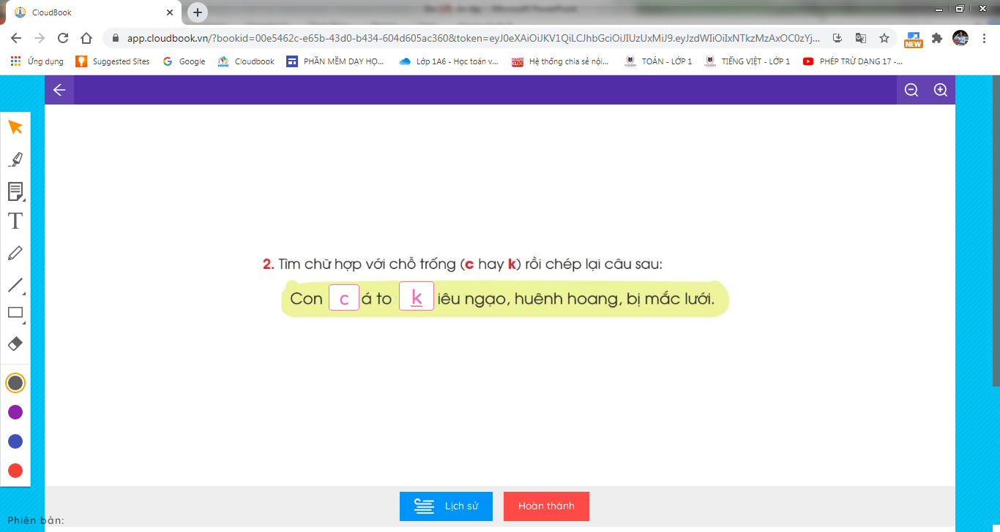 CloudBook
app.cloudbook.vn/?bookid=00e5462c-e65b-43d0-b434-604d605ac360&token=eyJ0eXAiOiJKV1QiLCJhbGciOiJIUzUxMiJ9.eyJzdWIiOiIxNTkzMzAxOC0zYj...
NEW
Ứng dụng Suggested Sites Google Cloudbook PHẦN MỀM DẠY HỌ... Lớp 1A6 - Học toán v... Hệ thống chia sẻ nội... TOÁN - LỚP 1 TIẾNG VIỆT - LỚP 1 PHÉP TRỪ DẠNG 17 -...
T
2. Tìm chữ hợp với chỗ trống (c hay k) rồi chép lại câu sau:
Con c á to k iêu ngạo, huênh hoang, bị mắc lưới.
Lịch sử Hoàn thành
Phiên bản: